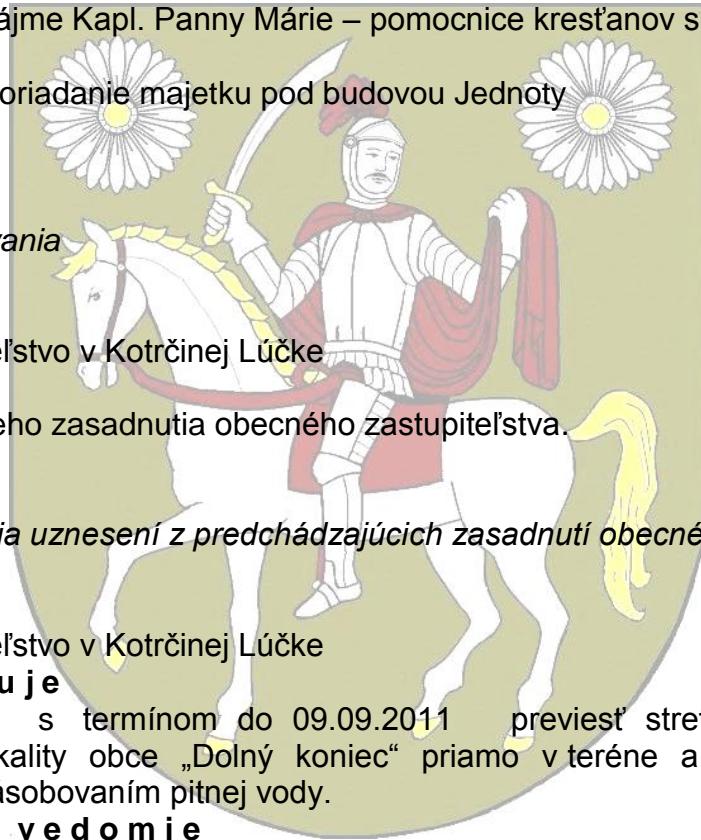 ájme Kapl. Panny Márie – pomocnice kresťanov s
oriadanie majetku pod budovou Jednoty
vania
eľstvo v Kotrčinej Lúčke
eho zasadnutia obecného zastupiteľstva.
ia uznesení z predchádzajúcich zasadnutí obecné
eľstvo v Kotrčinej Lúčke
u j e
s termínom do 09.09.2011 previesť stret
kality obce „Dolný koniec“ priamo v teréne a
ásobovaním pitnej vody.
v e d o m i e